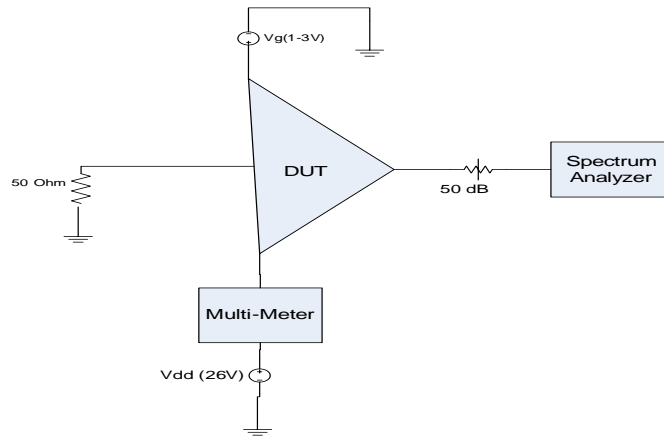 Vg(1-3V)
50 Ohm
DUT
50 dB
Spectrum
Analyzer
Multi-Meter
Vdd (26V)